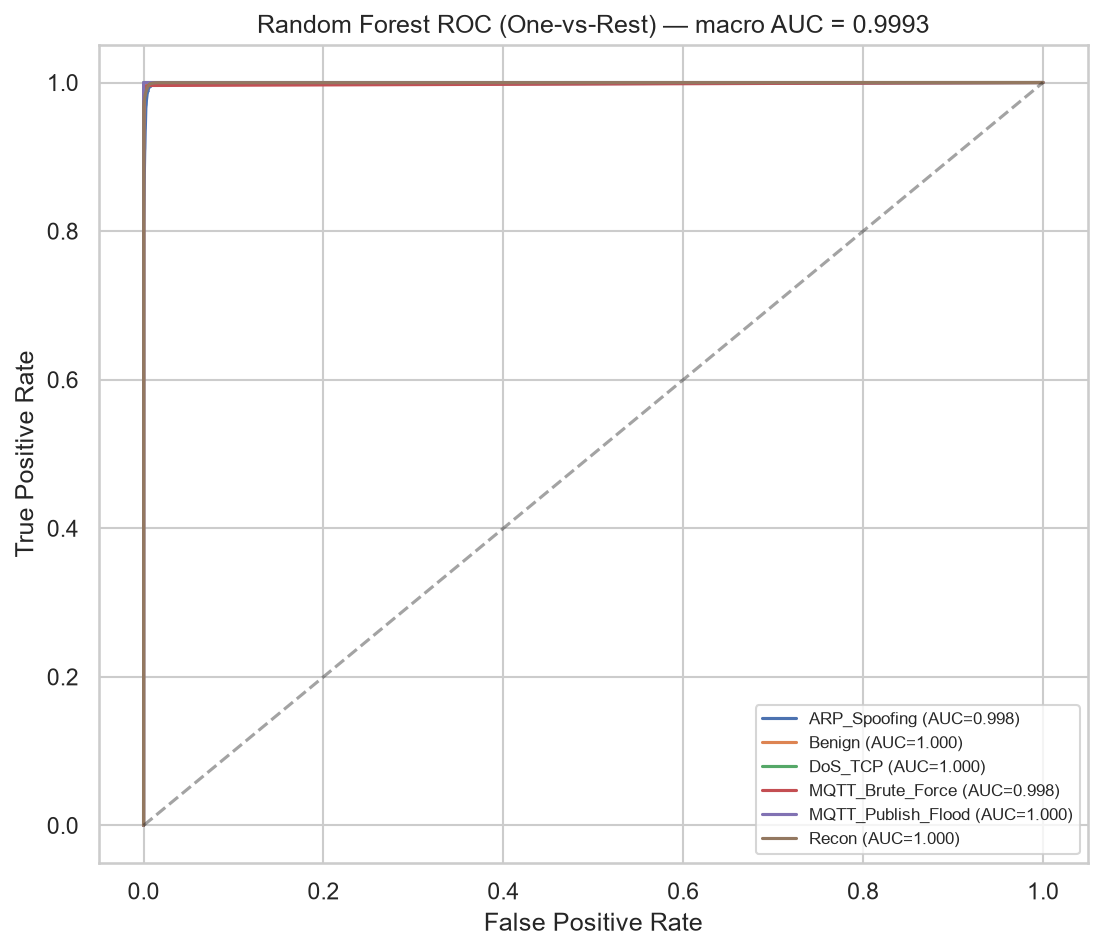 Random Forest ROC (One-vs-Rest) — macro AUC = 0.9993
True Positive Rate
1.0
0.8
0.6
0.4
0.2
0.0
ARP_Spoofing (AUC=0.998)
Benign (AUC=1.000)
DoS_TCP (AUC=1.000)
MQTT_Brute_Force (AUC=0.998)
MQTT_Publish_Flood (AUC=1.000)
Recon (AUC=1.000)
0.0 0.2 0.4 0.6 0.8 1.0
False Positive Rate